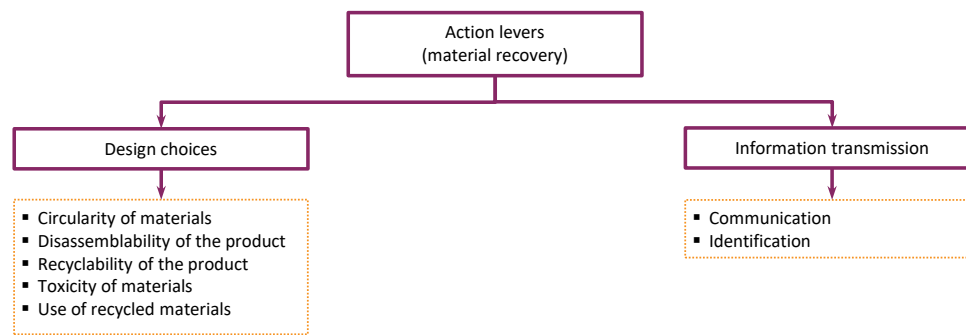 Action levers
(material recovery)
Design choices
Information transmission
▪ Circularity of materials
▪ Disassemblability of the product
▪ Recyclability of the product
▪ Toxicity of materials
▪ Use of recycled materials
▪ Communication
▪ Identification